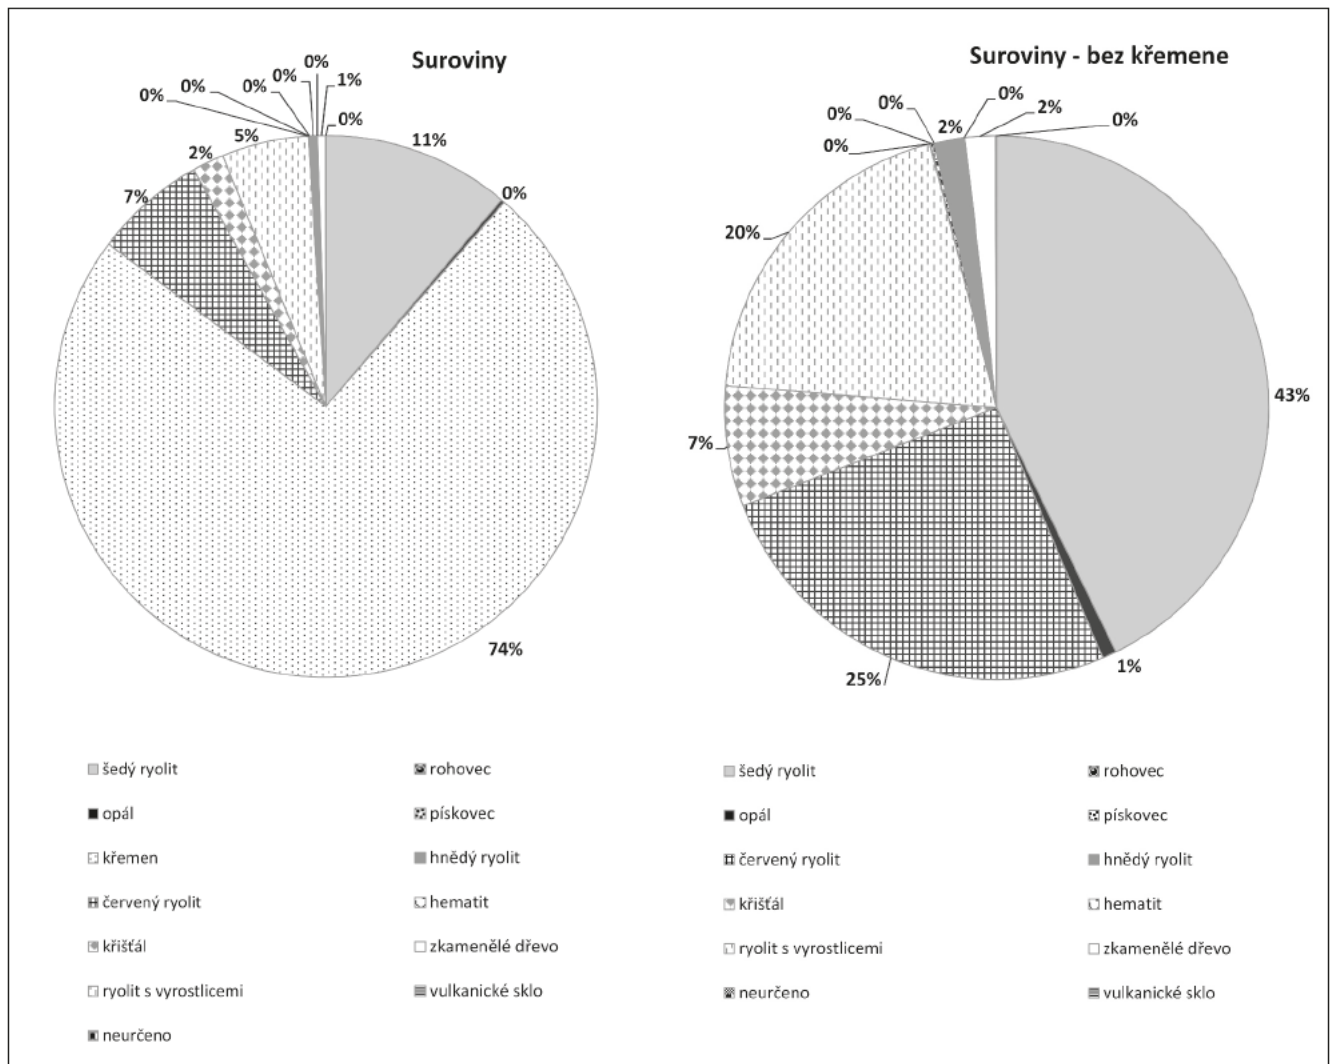 Suroviny
0%
0%
0%
0%
0%
1%
0%
5%
2%
7%
11%
0%
74%
šedý ryolit
opál
křemen
červený ryolit
křišťál
ryolit s vyrostlicemi
neurčeno
rohovec
pískovec
hnědý ryolit
hematit
zkamenělé dřevo
vulkanické sklo
Suroviny - bez křemene
0%
0%
0%
2%
0%
2%
0%
20%
7%
25%
1%
43%
šedý ryolit
opál
červený ryolit
křišťál
ryolit s vyrostlicemi
neurčeno
rohovec
pískovec
hnědý ryolit
hematit
zkamenělé dřevo
vulkanické sklo